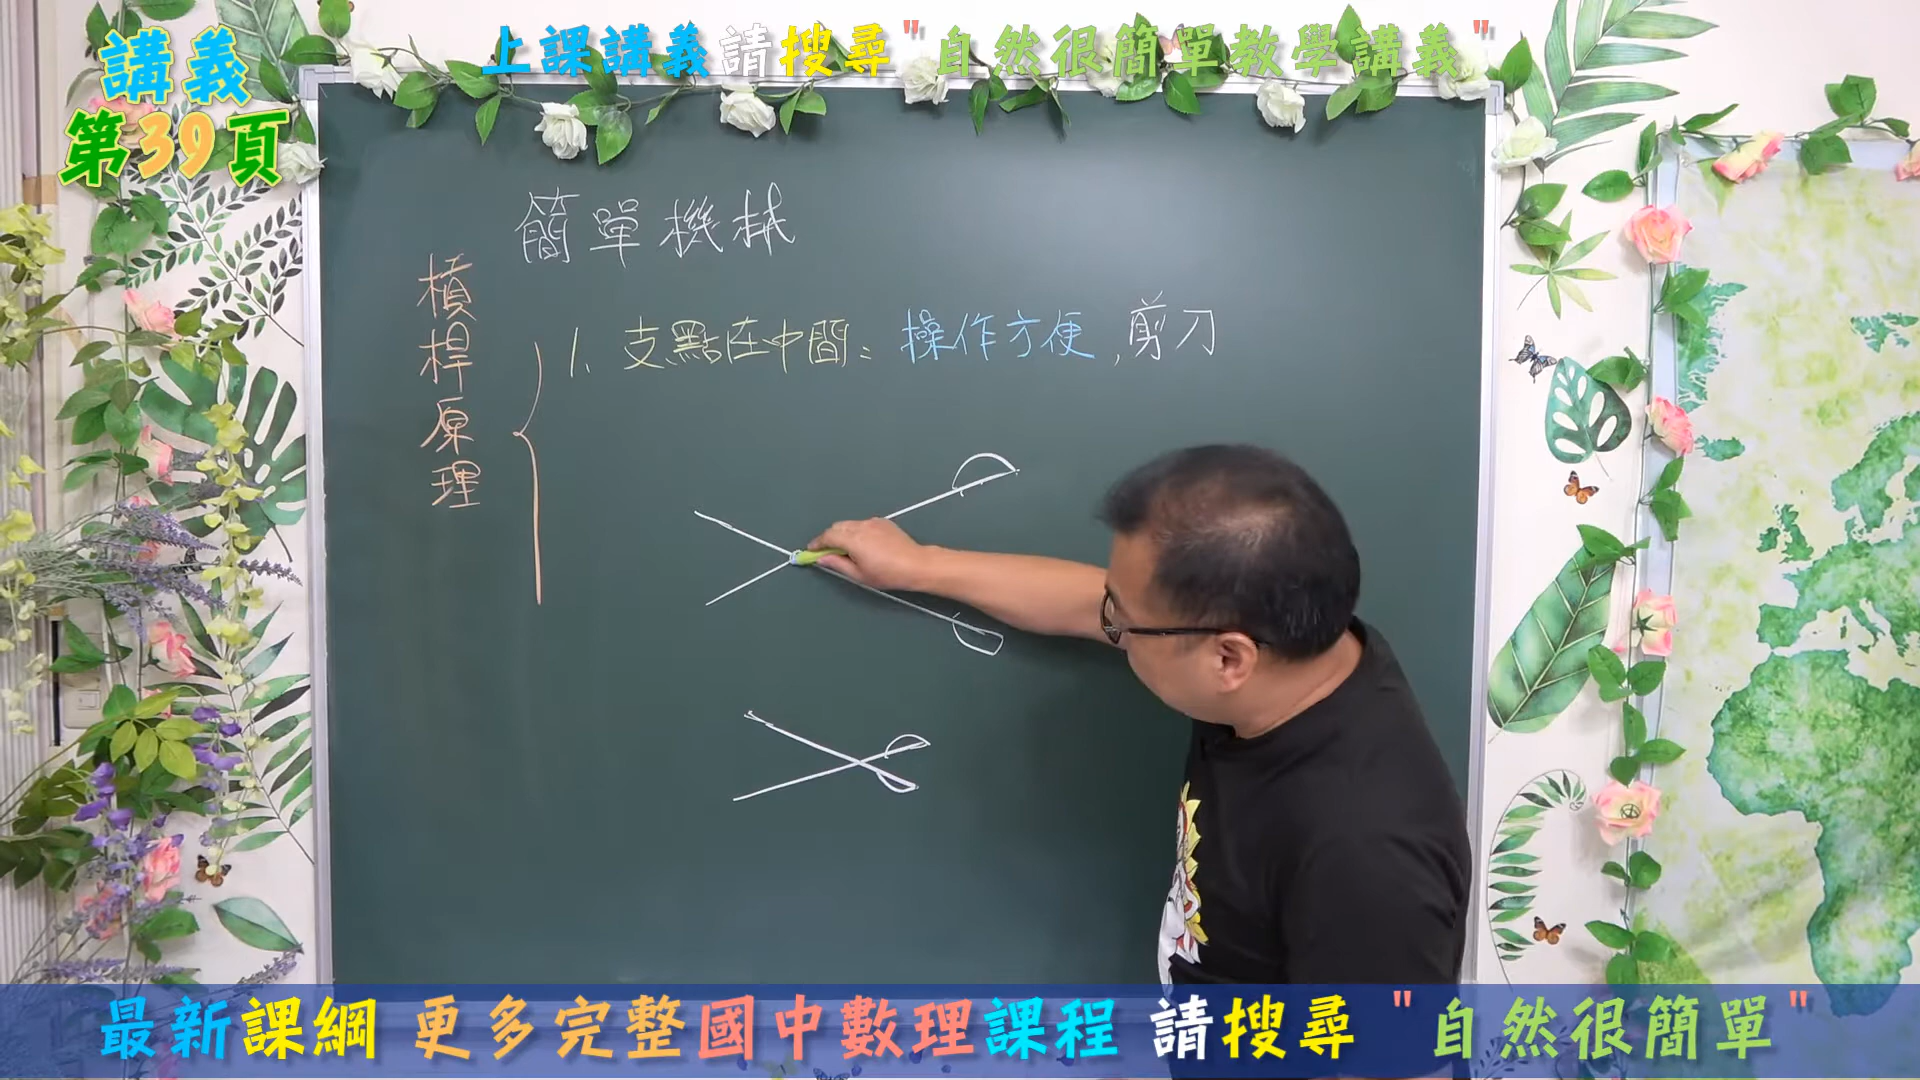 上課講義請搜尋"自然很簡單教學講義"
講義
第39頁
簡單機械
槓桿原理
1. 支點在中間: 操作方便,剪刀
最新課綱 更多完整國中數理課程 請搜尋 "自然很簡單"